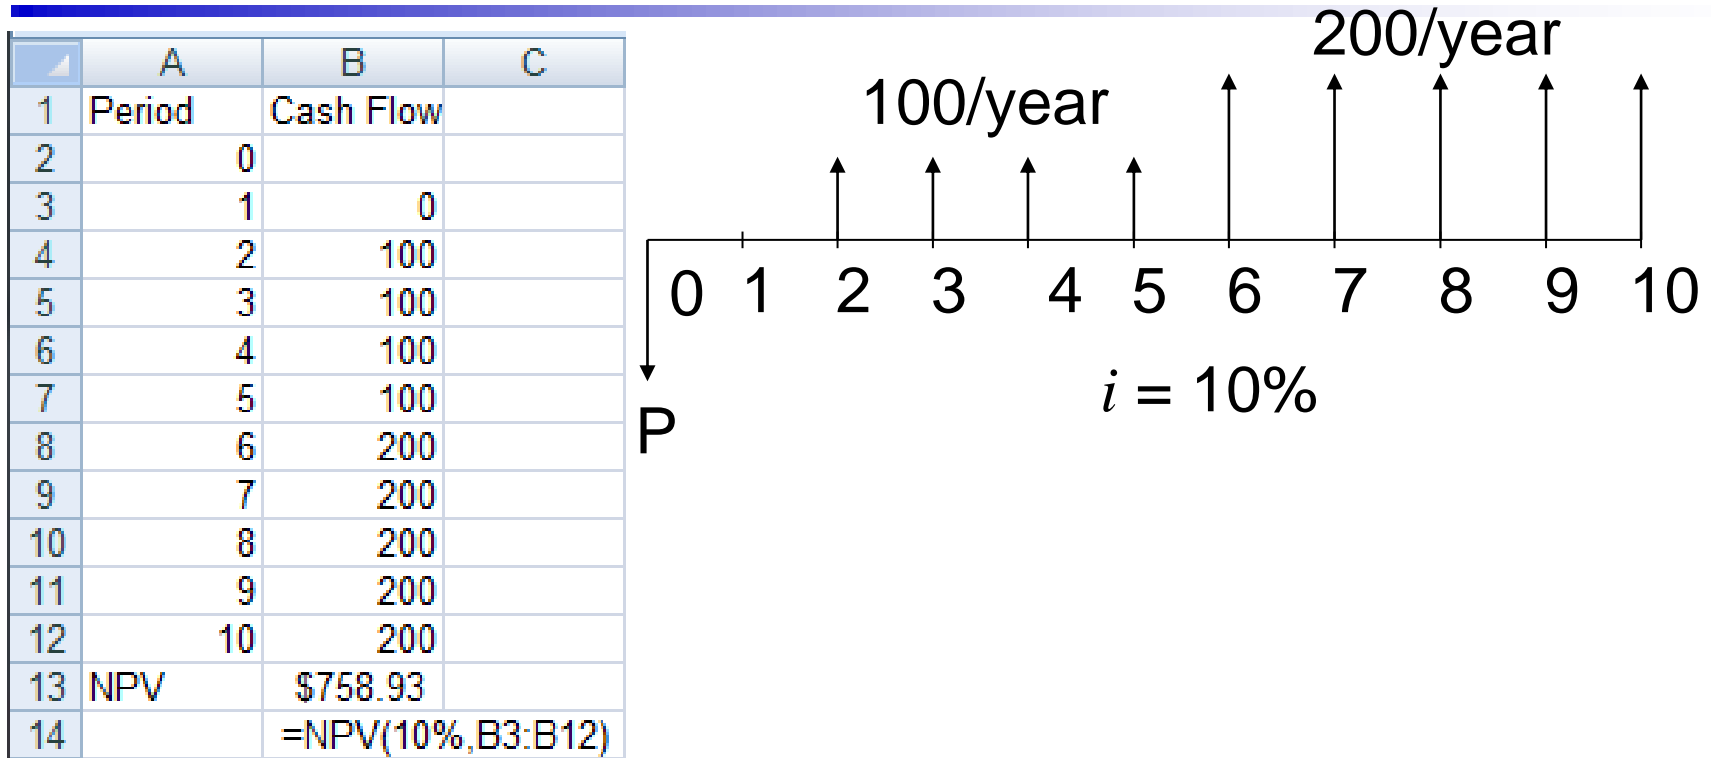 A B C
1 Period Cash Flow
2 0
3 1 0
4 2 100
5 3 100
6 4 100
7 5 100
8 6 200
9 7 200
10 8 200
11 9 200
12 10 200
13 NPV $758.93
14 =NPV(10%,B3:B12)
200/year
100/year
0 1 2 3 4 5 6 7 8 9 10
i = 10%
P